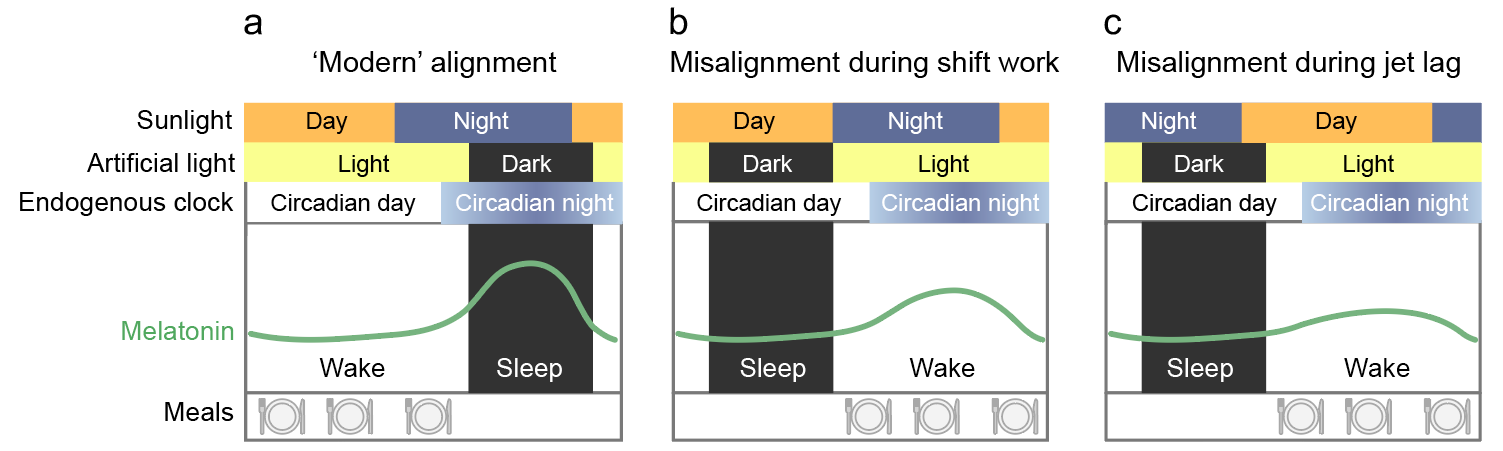 a
‘Modern’ alignment
b
Misalignment during shift work
c
Misalignment during jet lag
Sunlight
Day
Night
Day
Night
Night
Day
Artificial light
Light
Dark
Dark
Light
Dark
Light
Endogenous clock
Circadian day
Circadian night
Circadian day
Circadian night
Circadian day
Circadian night
Melatonin
Wake
Sleep
Sleep
Wake
Sleep
Wake
Meals